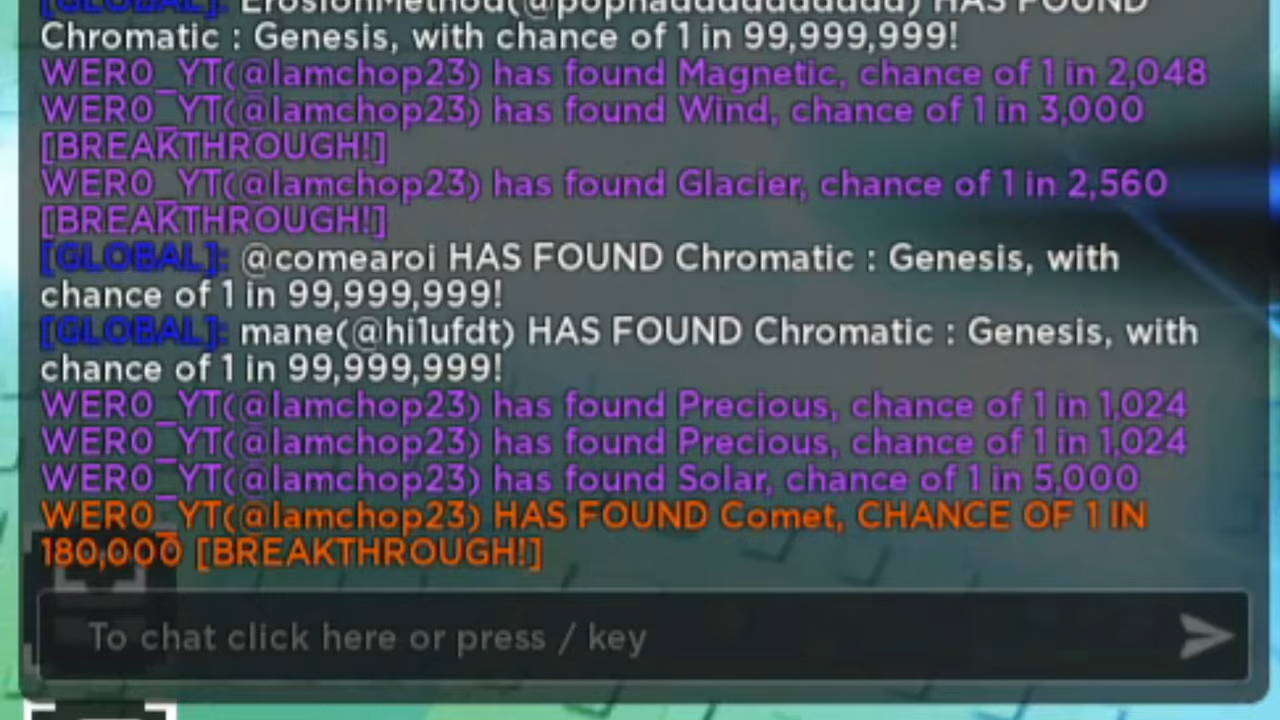 [GLOBAL]: ErosionMethod(@pophaddddddddddd) HAS FOUND
Chromatic : Genesis, with chance of 1 in 99,999,999!
WER0_YT(@lamchop23) has found Magnetic, chance of 1 in 2,048
WER0_YT(@lamchop23) has found Wind, chance of 1 in 3,000
[BREAKTHROUGH!]
WER0_YT(@lamchop23) has found Glacier, chance of 1 in 2,560
[BREAKTHROUGH!]
[GLOBAL]: @comearoi HAS FOUND Chromatic : Genesis, with
chance of 1 in 99,999,999!
[GLOBAL]: mane(@hi1ufdt) HAS FOUND Chromatic : Genesis, with
chance of 1 in 99,999,999!
WER0_YT(@lamchop23) has found Precious, chance of 1 in 1,024
WER0_YT(@lamchop23) has found Precious, chance of 1 in 1,024
WER0_YT(@lamchop23) has found Solar, chance of 1 in 5,000
WER0_YT(@lamchop23) HAS FOUND Comet, CHANCE OF 1 IN
180,000 [BREAKTHROUGH!]
To chat click here or press / key